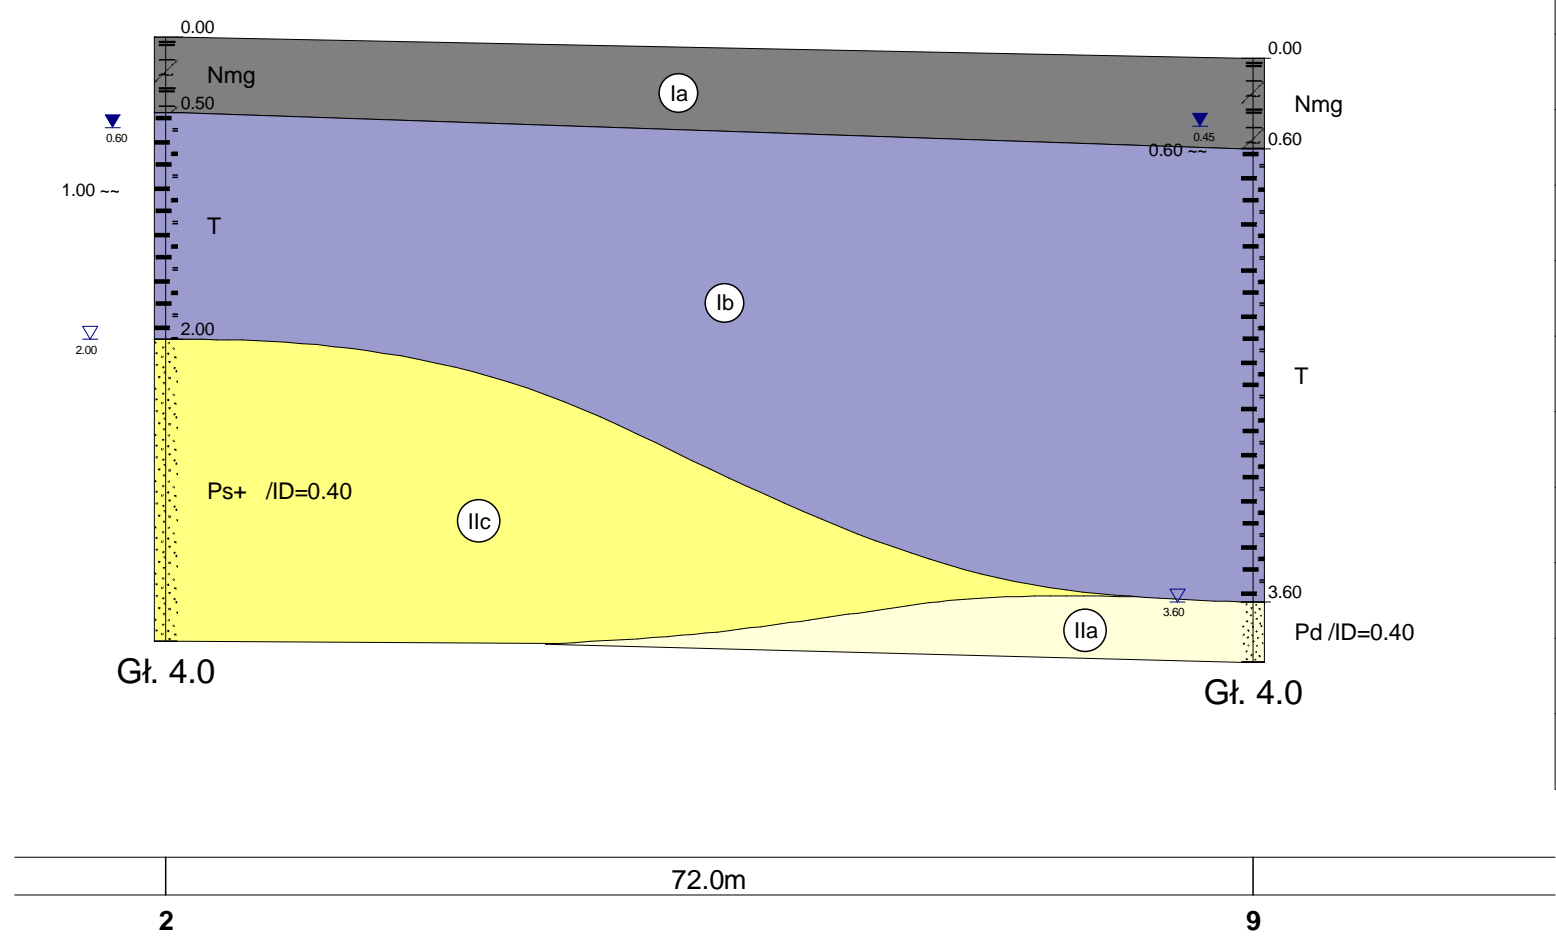 0.00
0.00
Nmg
Ia
0.50
Nmg
0.60
0.45
0.60
0.60 ~~
1.00 ~~
T
Ib
2.00
2.00
T
Ps+ /ID=0.40
IIc
3.60
3.60
IIa
Pd /ID=0.40
Gł. 4.0
Gł. 4.0
72.0m
2
9